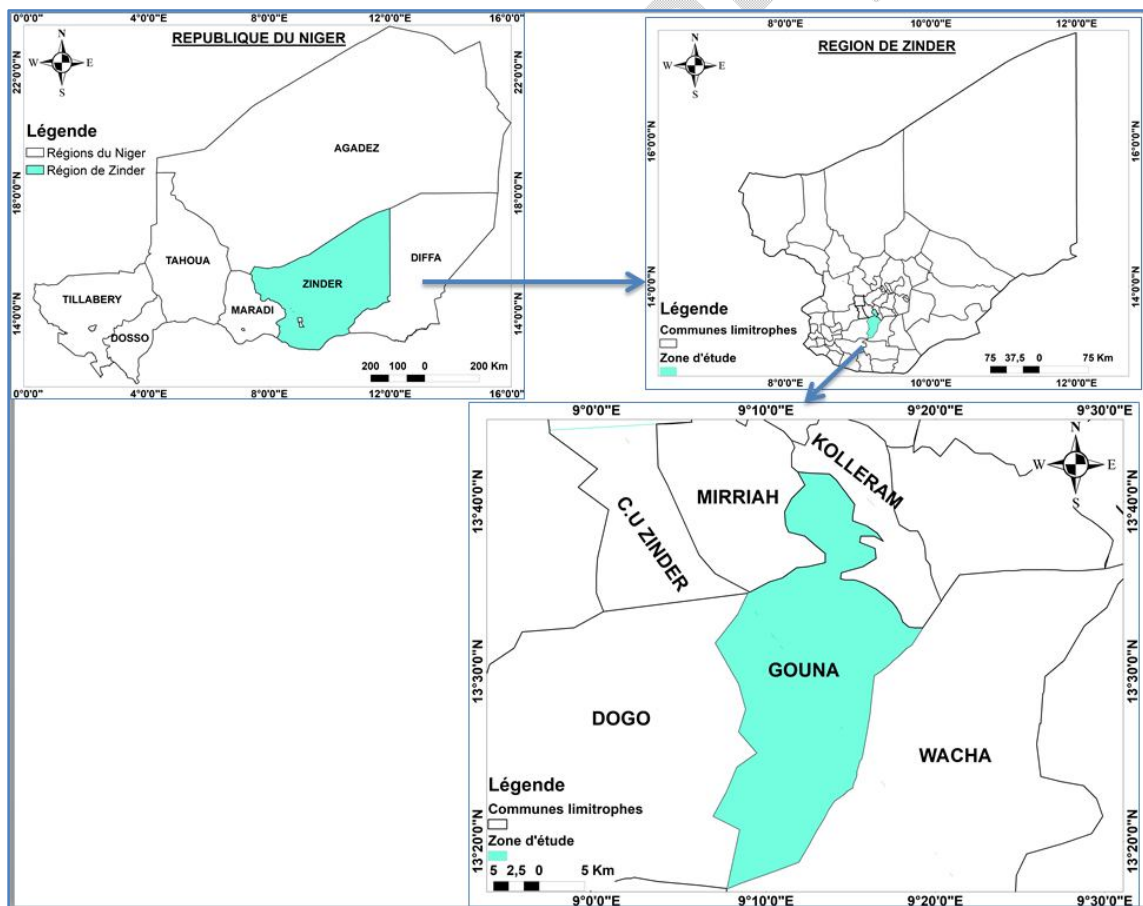 0°0'0"E 4°0'0"E 8°0'0"E 12°0'0"E 16°0'0"E
REPUBLIQUE DU NIGER
N
W E
S
22°0'0"N 22°0'0"N
Légende
Régions du Niger
Région de Zinder
AGADEZ
18°0'0"N 18°0'0"N
TAHOUA
ZINDER
DIFFA
TILLABERY
MARADI
DOSSO
14°0'0"N 14°0'0"N
200 100 0 200 Km
0°0'0"E 4°0'0"E 8°0'0"E 12°0'0"E 16°0'0"E
8°0'0"E 10°0'0"E 12°0'0"E
REGION DE ZINDER
N
W E
S
16°0'0"N 16°0'0"N
14°0'0"N 14°0'0"N
Légende
Communes limitrophes
Zone d'étude
75 37,5 0 75 Km
8°0'0"E 10°0'0"E 12°0'0"E
9°0'0"E 9°10'0"E 9°20'0"E 9°30'0"E
N
W E
S
KOLLERAM
MIRRIAH
C.U ZINDER
13°40'0"N 13°40'0"N
GOUNA
13°30'0"N 13°30'0"N
DOGO
WACHA
Légende
Communes limitrophes
Zone d'étude
13°20'0"N 13°20'0"N
5 2,5 0 5 Km
9°0'0"E 9°10'0"E 9°20'0"E 9°30'0"E